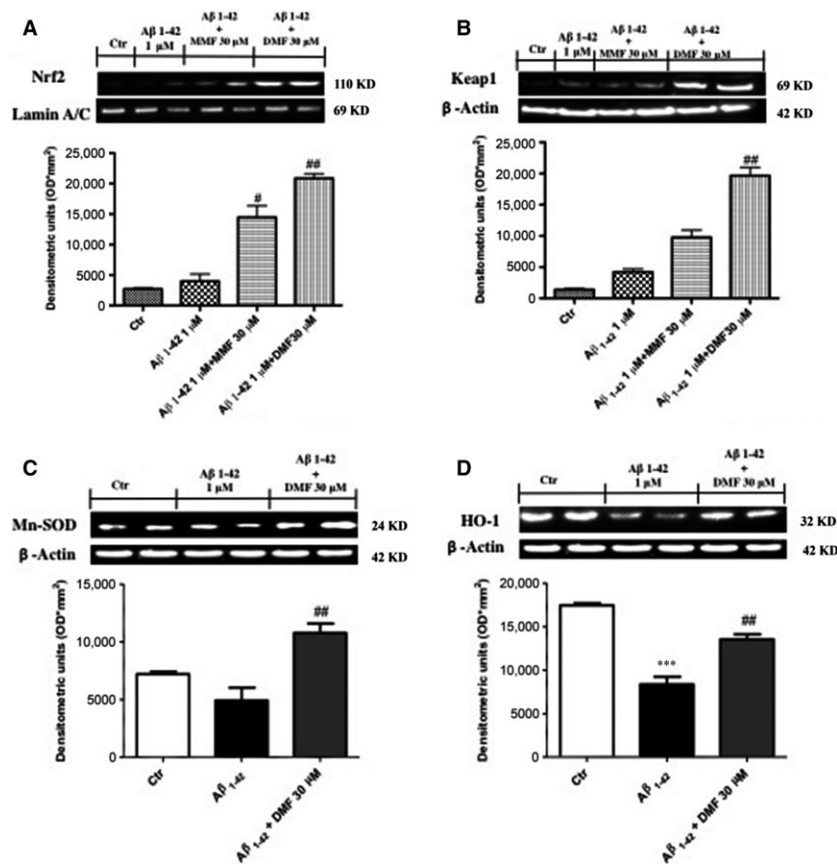 A
Ctr
Aβ 1-42
1 μM
Aβ 1-42
+
MMF 30 μM
Aβ 1-42
+
DMF 30 μM
Nrf2
110 KD
Lamin A/C
69 KD
Densitometric units (OD*mm²)
25,000
20,000
15,000
10,000
5000
0
#
##
Ctr
Aβ 1-42 1 μM
Aβ 1-42 1 μM+MMF 30 μM
Aβ 1-42 1 μM+DMF30 μM
B
Ctr
Aβ 1-42
1 μM
Aβ 1-42
+
MMF 30 μM
Aβ 1-42
+
DMF 30 μM
Keap1
69 KD
β-Actin
42 KD
Densitometric units (OD*mm²)
25,000
20,000
15,000
10,000
5000
0
##
Ctr
Aβ 1-42 1 μM
Aβ 1-42 1 μM+MMF 30 μM
Aβ 1-42 1 μM+DMF30 μM
C
Ctr
Aβ 1-42
1 μM
Aβ 1-42
+
DMF 30 μM
Mn-SOD
24 KD
β-Actin
42 KD
Densitometric units (OD*mm²)
15,000
10,000
5000
0
##
Ctr
Aβ 1-42
Aβ 1-42 + DMF 30 μM
D
Ctr
Aβ 1-42
1 μM
Aβ 1-42
+
DMF 30 μM
HO-1
32 KD
β-Actin
42 KD
Densitometric units (OD*mm²)
20,000
15,000
10,000
5000
0
***
##
Ctr
Aβ 1-42
Aβ 1-42 + DMF 30 μM